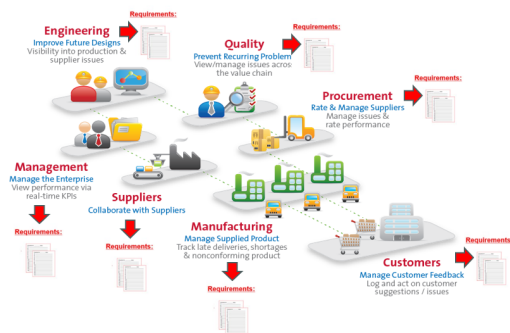 Requirements:
Engineering
Improve Future Designs
Visibility into production &
supplier issues
Requirements:
Quality
Prevent Recurring Problem
View/manage issues across
the value chain
Requirements:
Procurement
Rate & Manage Suppliers
Manage issues &
rate performance
Management
Manage the Enterprise
View performance via
real-time KPIs
Requirements:
Suppliers
Collaborate with Suppliers
Requirements:
Manufacturing
Manage Supplied Product
Track late deliveries, shortages
& nonconforming product
Requirements:
Customers
Manage Customer Feedback
Log and act on customer
suggestions / issues
Requirements: